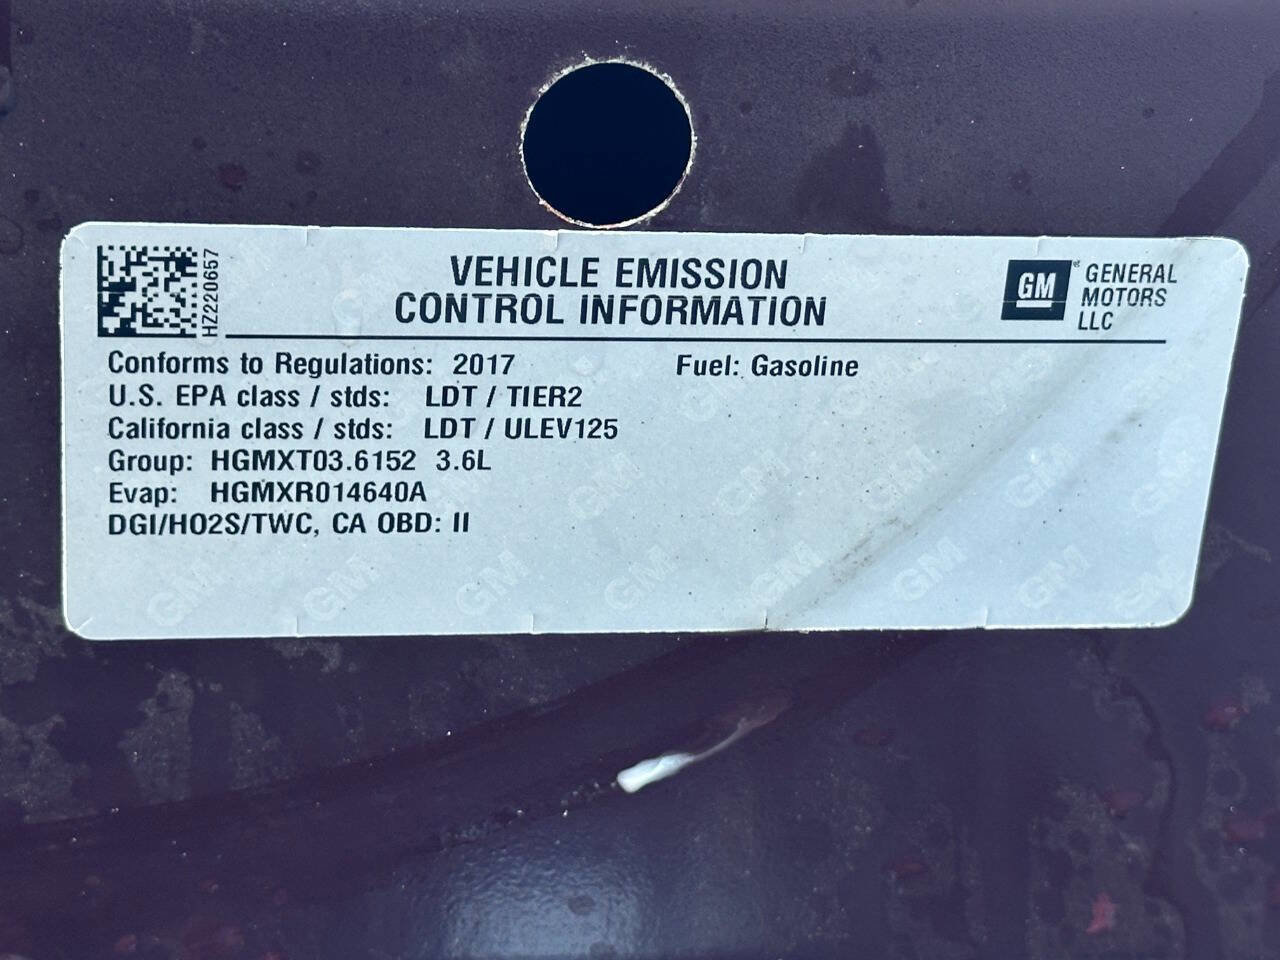 HZ220657
VEHICLE EMISSION
CONTROL INFORMATION
GM
® GENERAL
MOTORS
LLC
Conforms to Regulations: 2017 Fuel: Gasoline
U.S. EPA class / stds: LDT / TIER2
California class / stds: LDT / ULEV125
Group: HGMXT03.6152 3.6L
Evap: HGMXR014640A
DGI/HO2S/TWC, CA OBD: II